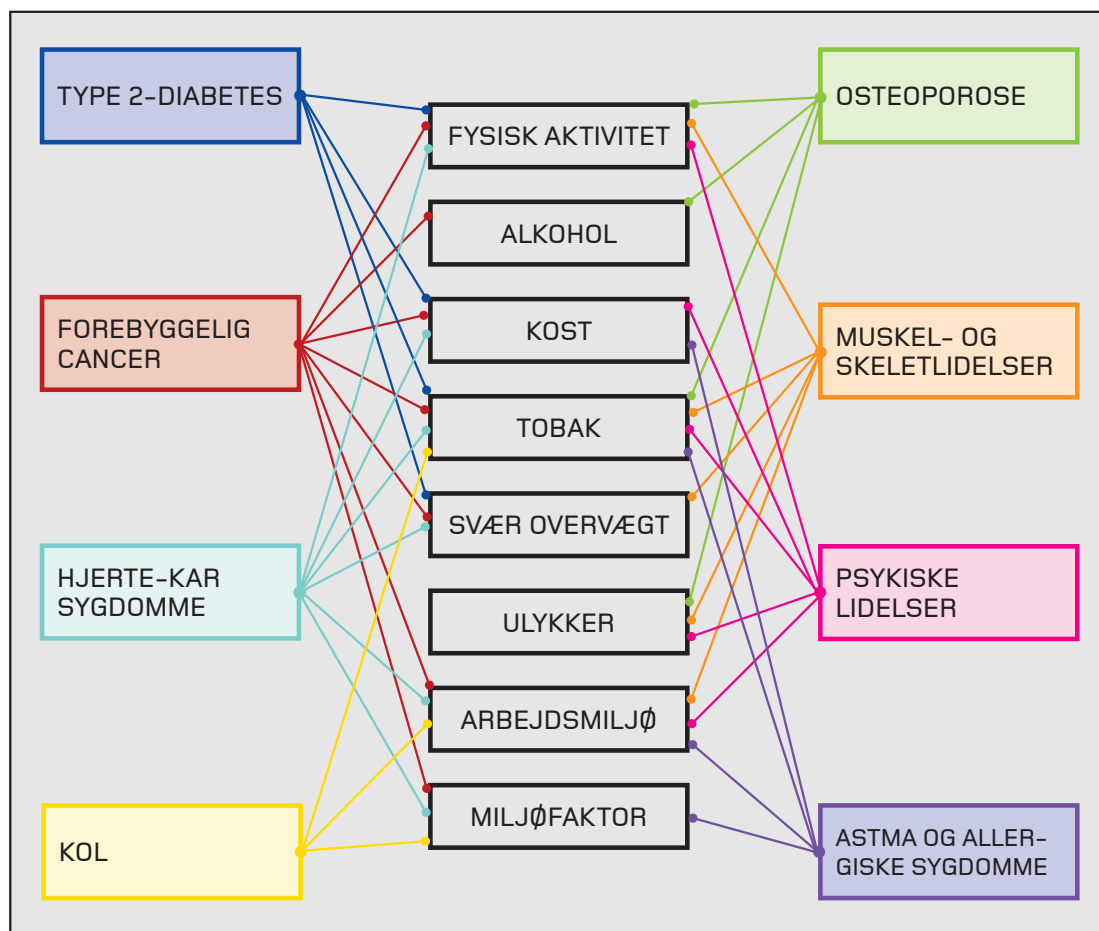 TYPE 2-DIABETES
FOREBYGGELIG
CANCER
HJERTE-KAR
SYGDOMME
KOL
FYSISK AKTIVITET
ALKOHOL
KOST
TOBAK
SVÆR OVERVÆGT
ULYKKER
ARBEJDSMILJØ
MILJØFAKTOR
OSTEOPOROSE
MUSKEL- OG
SKELETLIDELSER
PSYKISKE
LIDELSER
ASTMA OG ALLER-
GISKE SYGDOMME